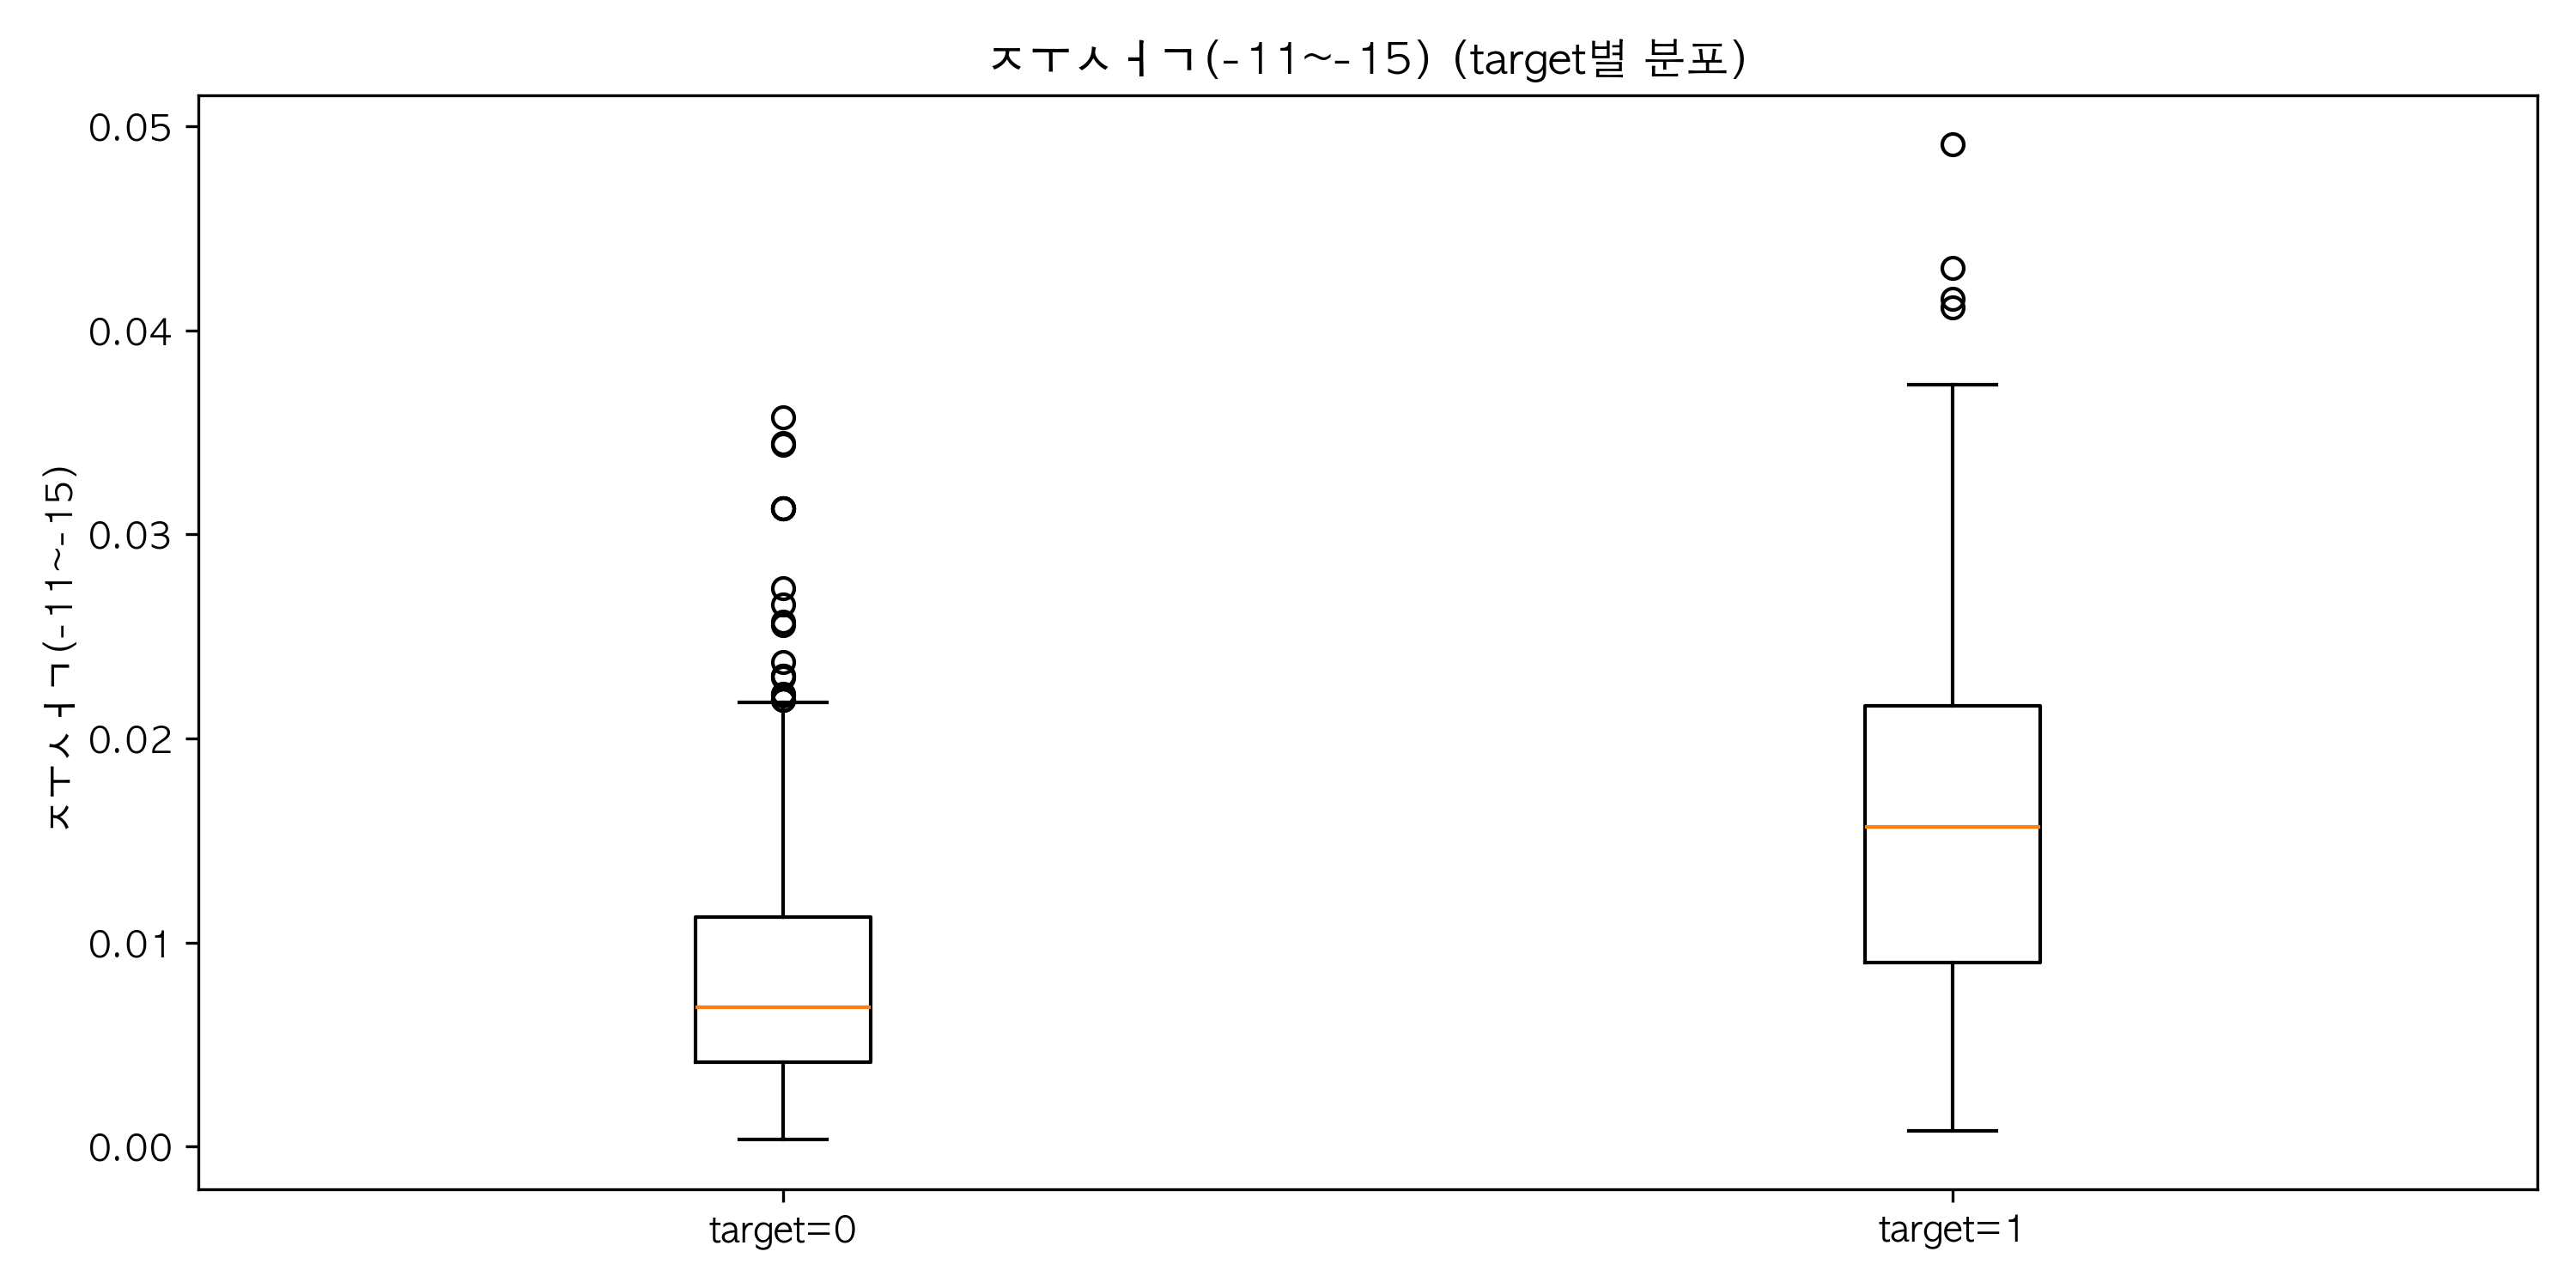 ㅈㅜㅅㅓㄱ(-11~-15) (target별 분포)
ㅈㅜㅅㅓㄱ(-11~-15)
0.05
0.04
0.03
0.02
0.01
0.00
target=0
target=1